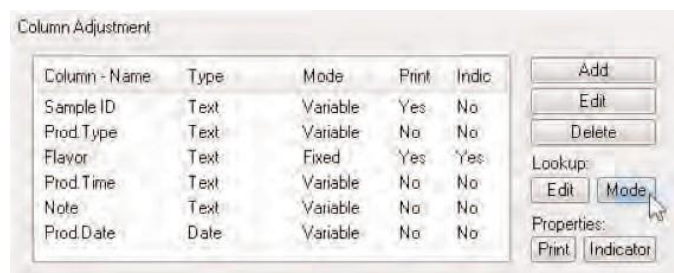 Column Adjustment
Column - Name Type Mode Print Indic
Sample ID Text Variable Yes No
Prod.Type Text Variable No No
Flavor Text Fixed Yes Yes
Prod.Time Text Variable No No
Note Text Variable No No
Prod.Date Date Variable No No
Add
Edit
Delete
Lookup:
Edit Mode
Properties:
Print Indicator